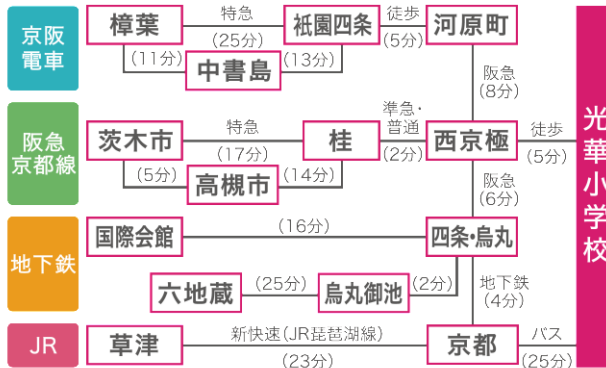 京阪
電車
樟葉
特急
(25分)
祇園四条
徒歩
(5分)
河原町
(11分)
中書島
(13分)
阪急
(8分)
阪急
京都線
茨木市
特急
(17分)
桂
準急・
普通
(2分)
西京極
徒歩
(5分)
(5分)
高槻市
(14分)
阪急
(6分)
地下鉄
国際会館
(16分)
四条・烏丸
六地蔵
(25分)
烏丸御池
(2分)
地下鉄
(4分)
JR
草津
新快速(JR琵琶湖線)
(23分)
京都
バス
(25分)
光華小学校